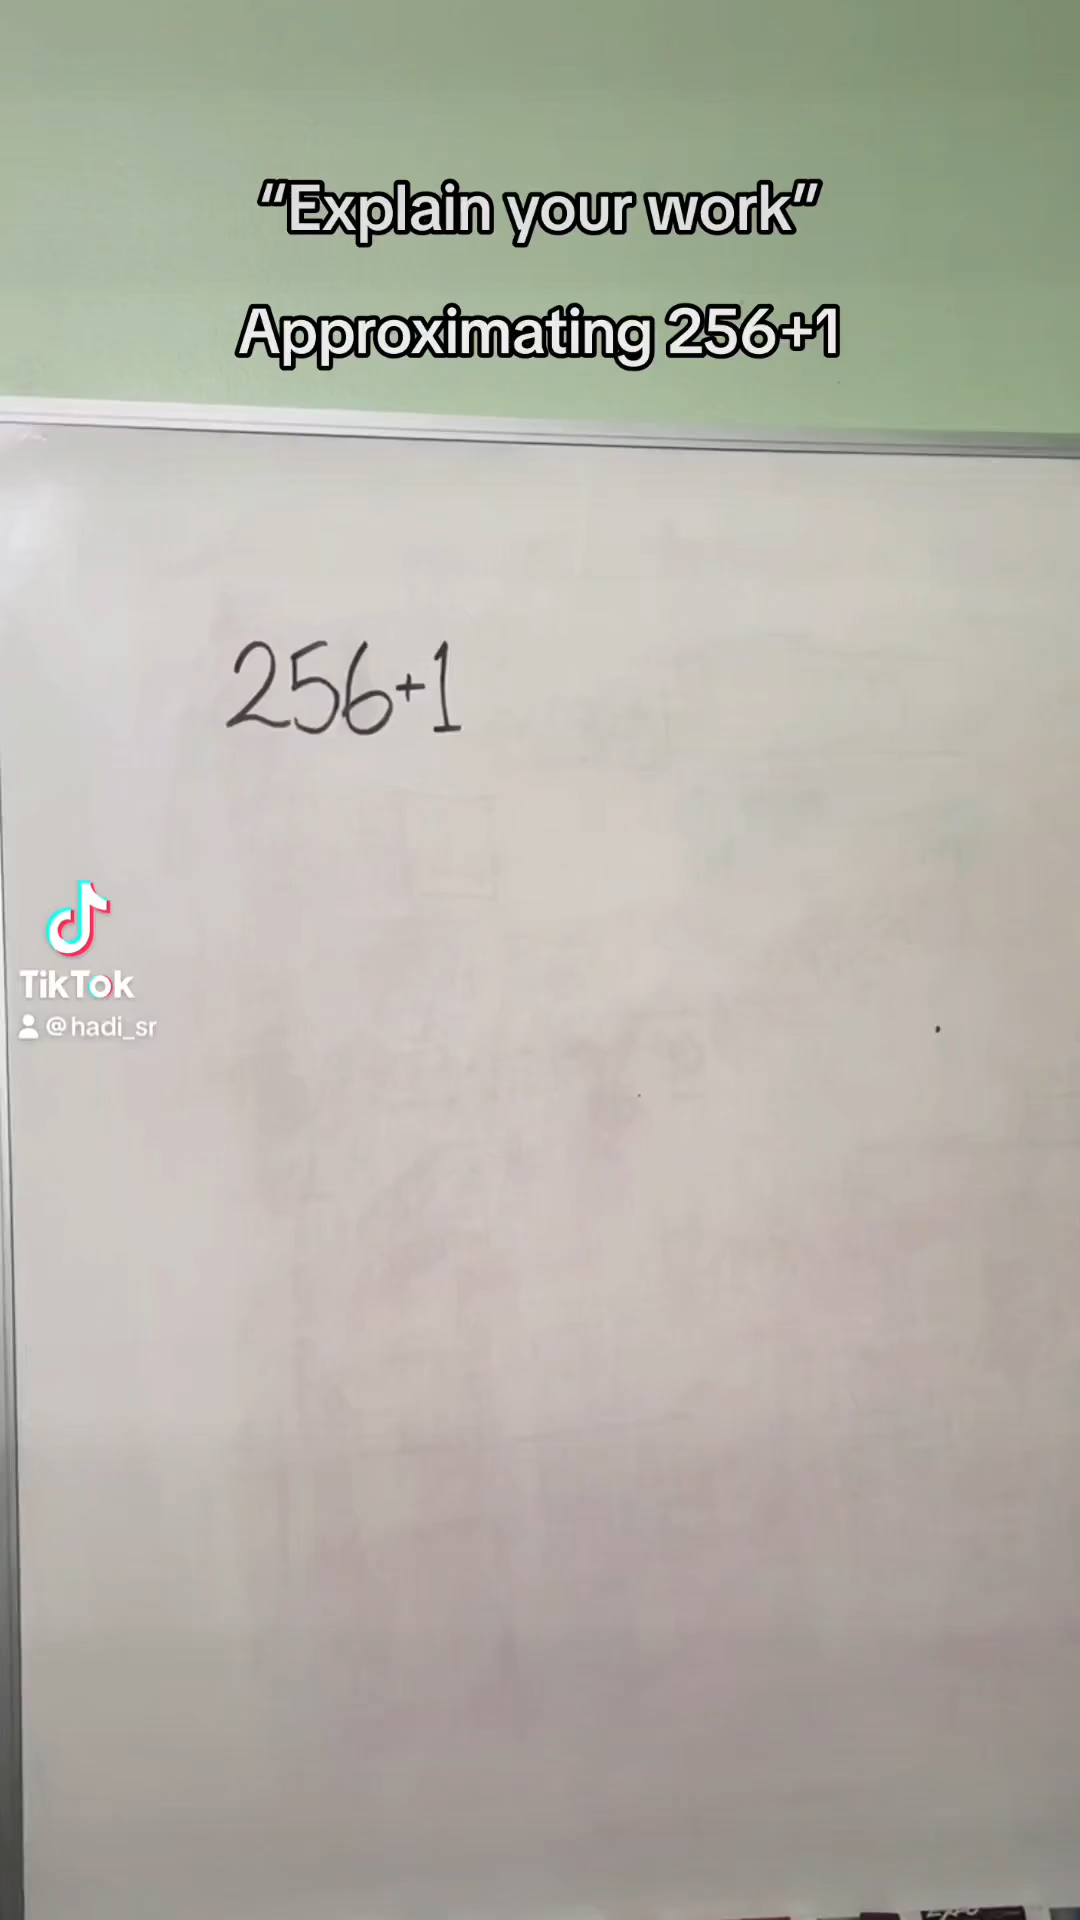 “Explain your work”
Approximating 256+1
256+1
TikTok
@hadi_sr